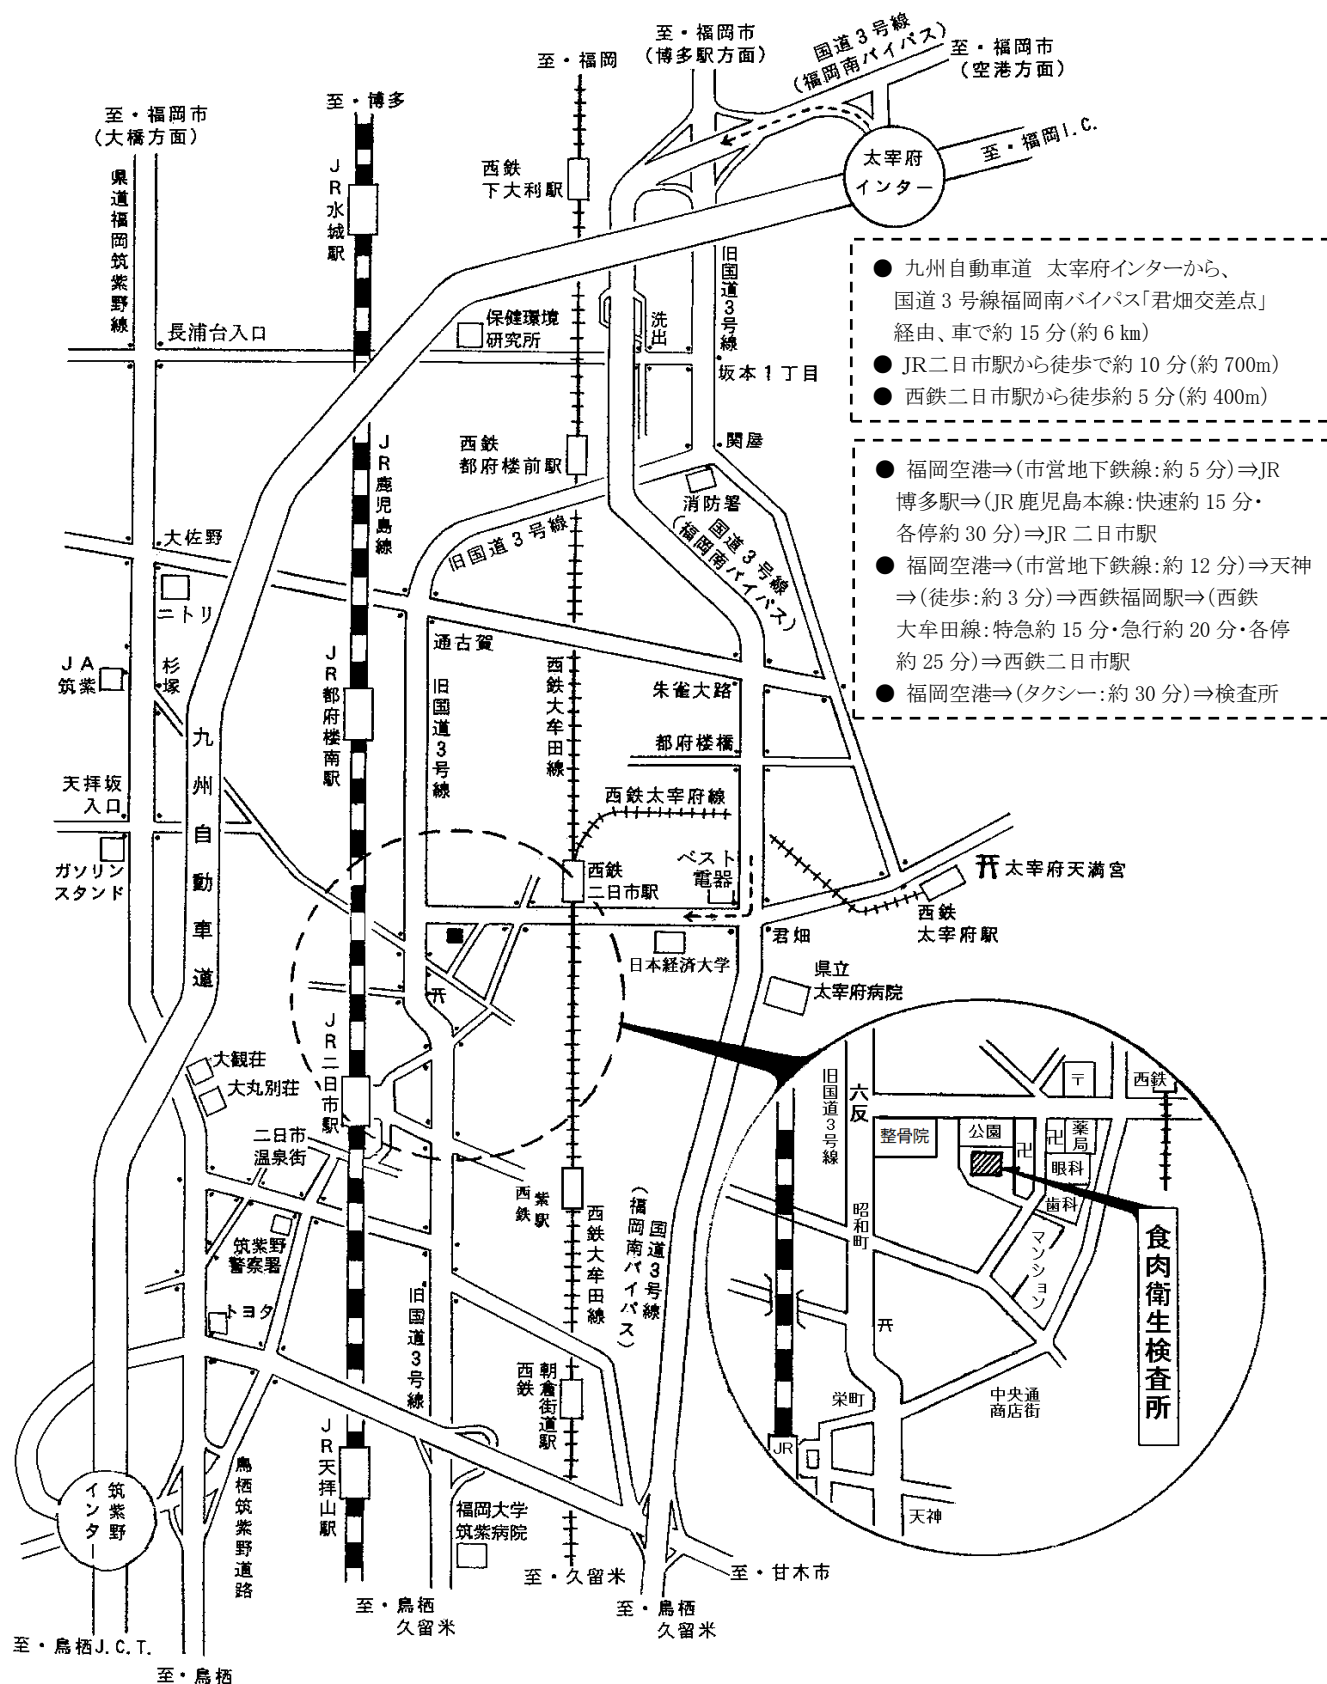 至・福岡市
(博多駅方面)
国道3号線
(福岡南バイパス)
至・福岡市
(空港方面)
至・福岡
至・博多
至・福岡市
(大橋方面)
県道福岡筑紫野線
JR水城駅
西鉄
下大利駅
太宰府
インター
至・福岡I.C.
旧国道3号線
● 九州自動車道 太宰府インターから、
国道3号線福岡南バイパス「君畑交差点」
経由、車で約15分(約6㎞)
● JR二日市駅から徒歩で約10分(約700m)
● 西鉄二日市駅から徒歩約5分(約400m)
長浦台入口
保健環境
研究所
洗出
坂本1丁目
関屋
JR鹿児島線
西鉄
都府楼前駅
消防署
● 福岡空港⇒(市営地下鉄線:約5分)⇒JR
博多駅⇒(JR鹿児島本線:快速約15分・
各停約30分)⇒JR二日市駅
● 福岡空港⇒(市営地下鉄線:約12分)⇒天神
⇒(徒歩:約3分)⇒西鉄福岡駅⇒(西鉄
大牟田線:特急約15分・急行約20分・各停
約25分)⇒西鉄二日市駅
● 福岡空港⇒(タクシー:約30分)⇒検査所
大佐野
旧国道3号線
国道3号線
(福岡南バイパス)
ニトリ
通古賀
JA
筑紫
杉塚
JR都府楼南駅
旧国道3号線
西鉄大牟田線
朱雀大路
都府楼橋
九州自動車道
天拝坂
入口
西鉄太宰府線
ガソリン
スタンド
西鉄
二日市駅
ベスト
電器
太宰府天満宮
西鉄
太宰府駅
君畑
日本経済大学
県立
太宰府病院
JR二日市駅
大観荘
大丸別荘
二日市
温泉街
西鉄
紫駅
西鉄大牟田線
国道3号線
(福岡南バイパス)
筑紫野
警察署
トヨタ
旧国道3号線
西鉄
朝倉街道駅
旧国道3号線
六反
〒
西鉄
整骨院
公園
卍
卍
薬局
眼科
歯科
昭和町
マンション
食肉衛生検査所
栄町
中央通
商店街
JR
天神
筑紫野
インター
鳥栖筑紫野道路
JR天拝山駅
福岡大学
筑紫病院
至・久留米
至・甘木市
至・鳥栖
久留米
至・鳥栖
久留米
至・鳥栖J.C.T.
至・鳥栖